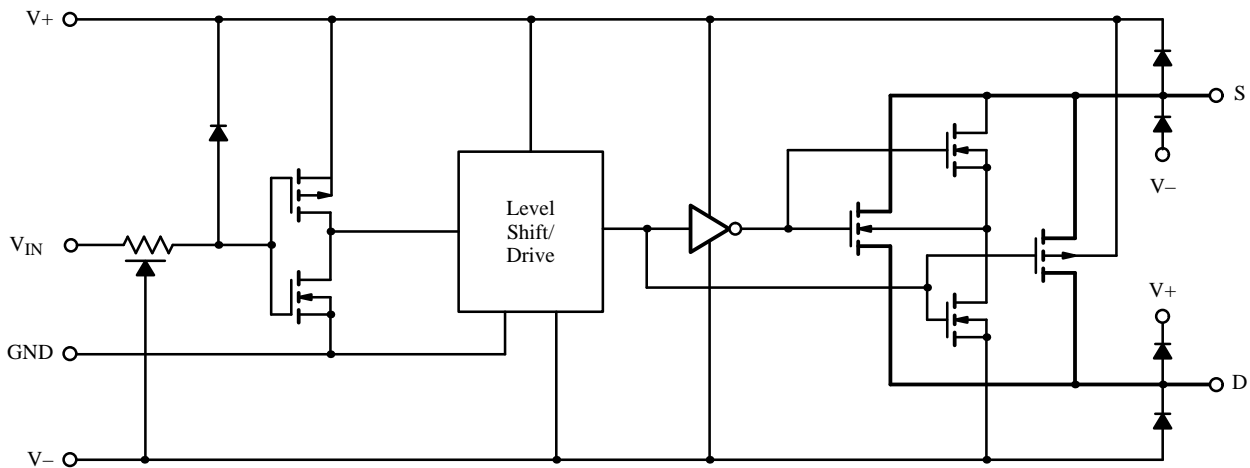 V+
S
V–
Level
Shift/
Drive
V_IN
V+
GND
D
V–